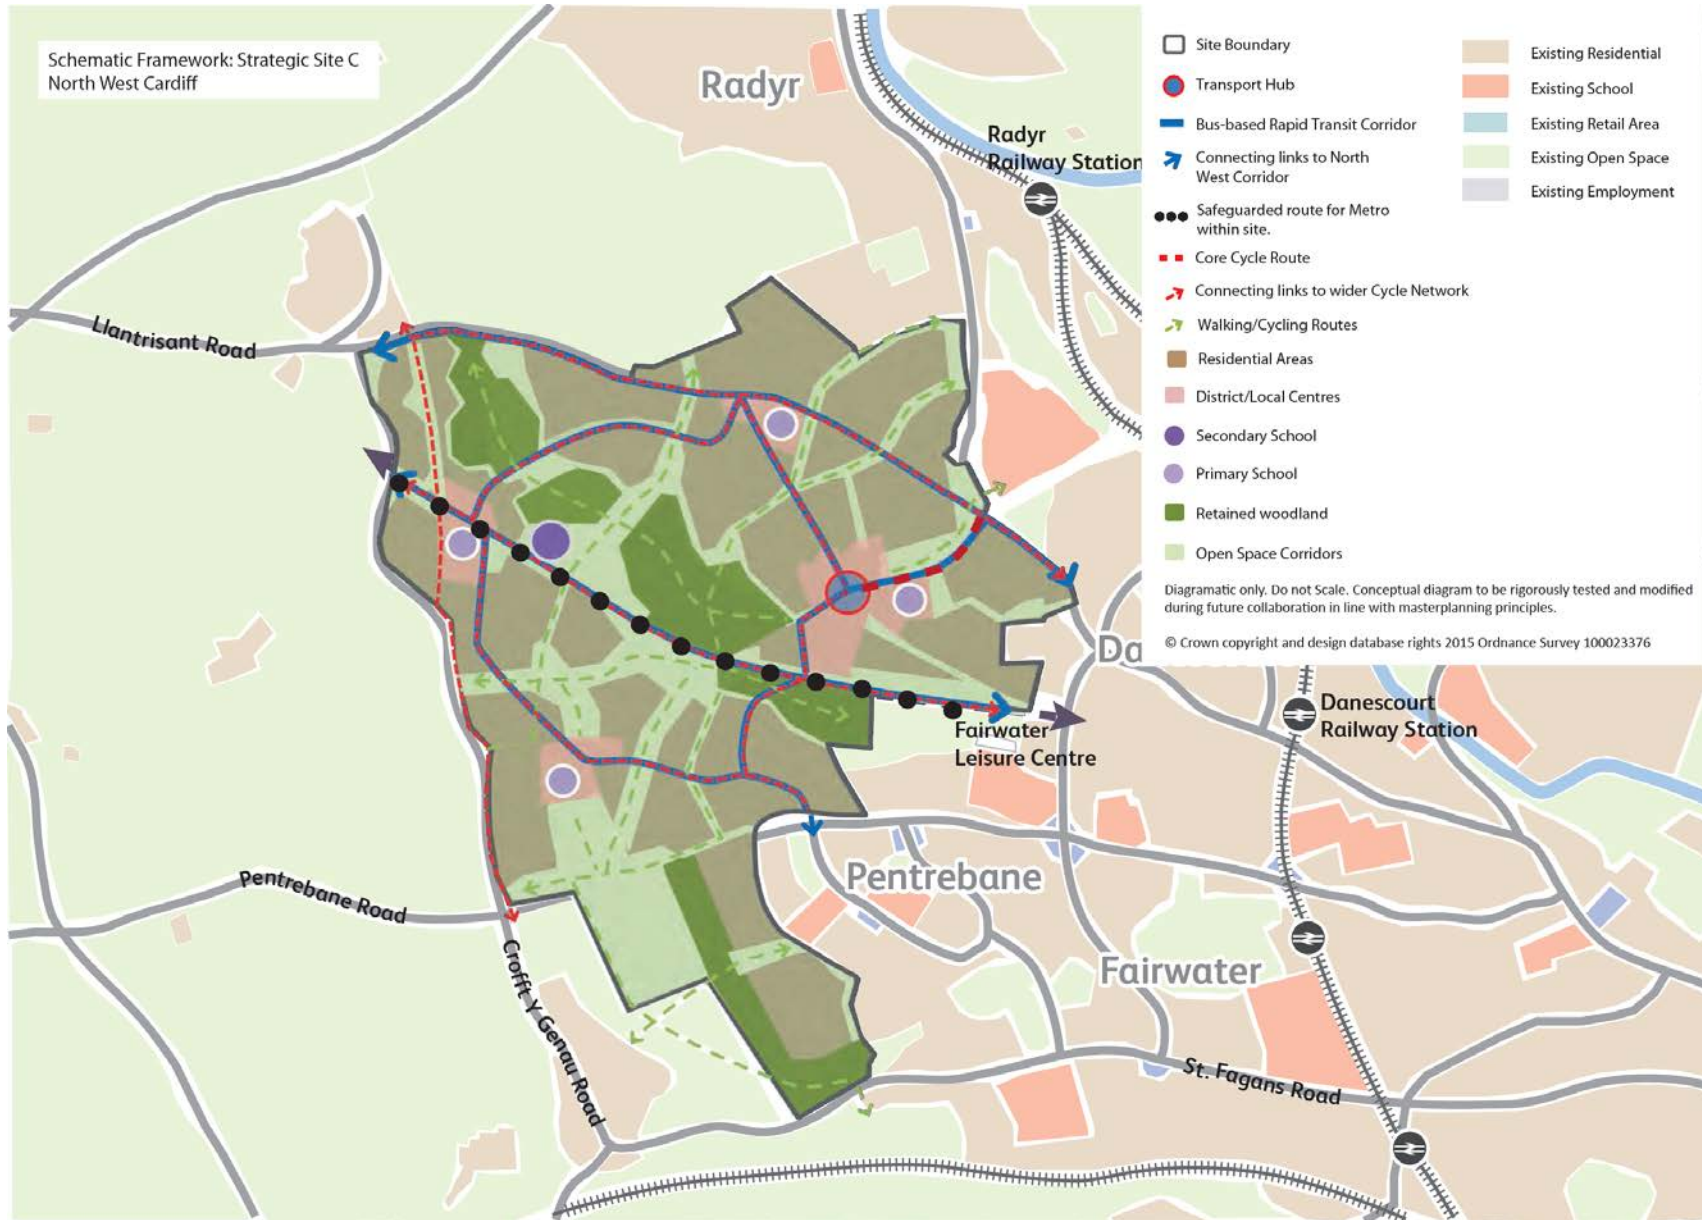 Schematic Framework: Strategic Site C
North West Cardiff
Radyr
Radyr
Railway Station
Llantrisant Road
Site Boundary
Transport Hub
Bus-based Rapid Transit Corridor
Connecting links to North
West Corridor
Safeguarded route for Metro
within site.
Core Cycle Route
Connecting links to wider Cycle Network
Walking/Cycling Routes
Residential Areas
District/Local Centres
Secondary School
Primary School
Retained woodland
Open Space Corridors
Existing Residential
Existing School
Existing Retail Area
Existing Open Space
Existing Employment
Diagramatic only. Do not Scale. Conceptual diagram to be rigorously tested and modified
during future collaboration in line with masterplanning principles.
© Crown copyright and design database rights 2015 Ordnance Survey 100023376
Danescourt
Railway Station
Fairwater
Leisure Centre
Pentrebane
Pentrebane Road
Fairwater
Crofft Y Genau Road
St. Fagans Road